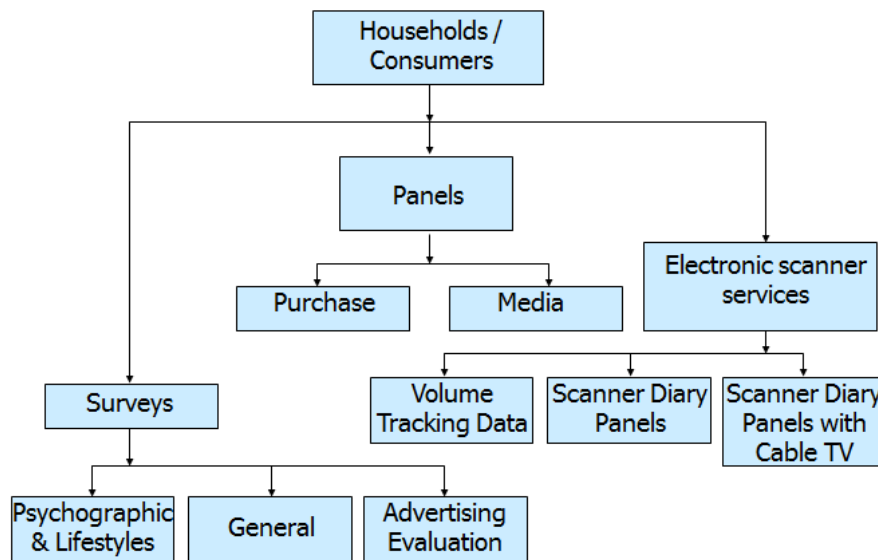 Households /
Consumers
Panels
Electronic scanner
services
Purchase
Media
Surveys
Volume
Tracking Data
Scanner Diary
Panels
Scanner Diary
Panels with
Cable TV
Psychographic
& Lifestyles
General
Advertising
Evaluation